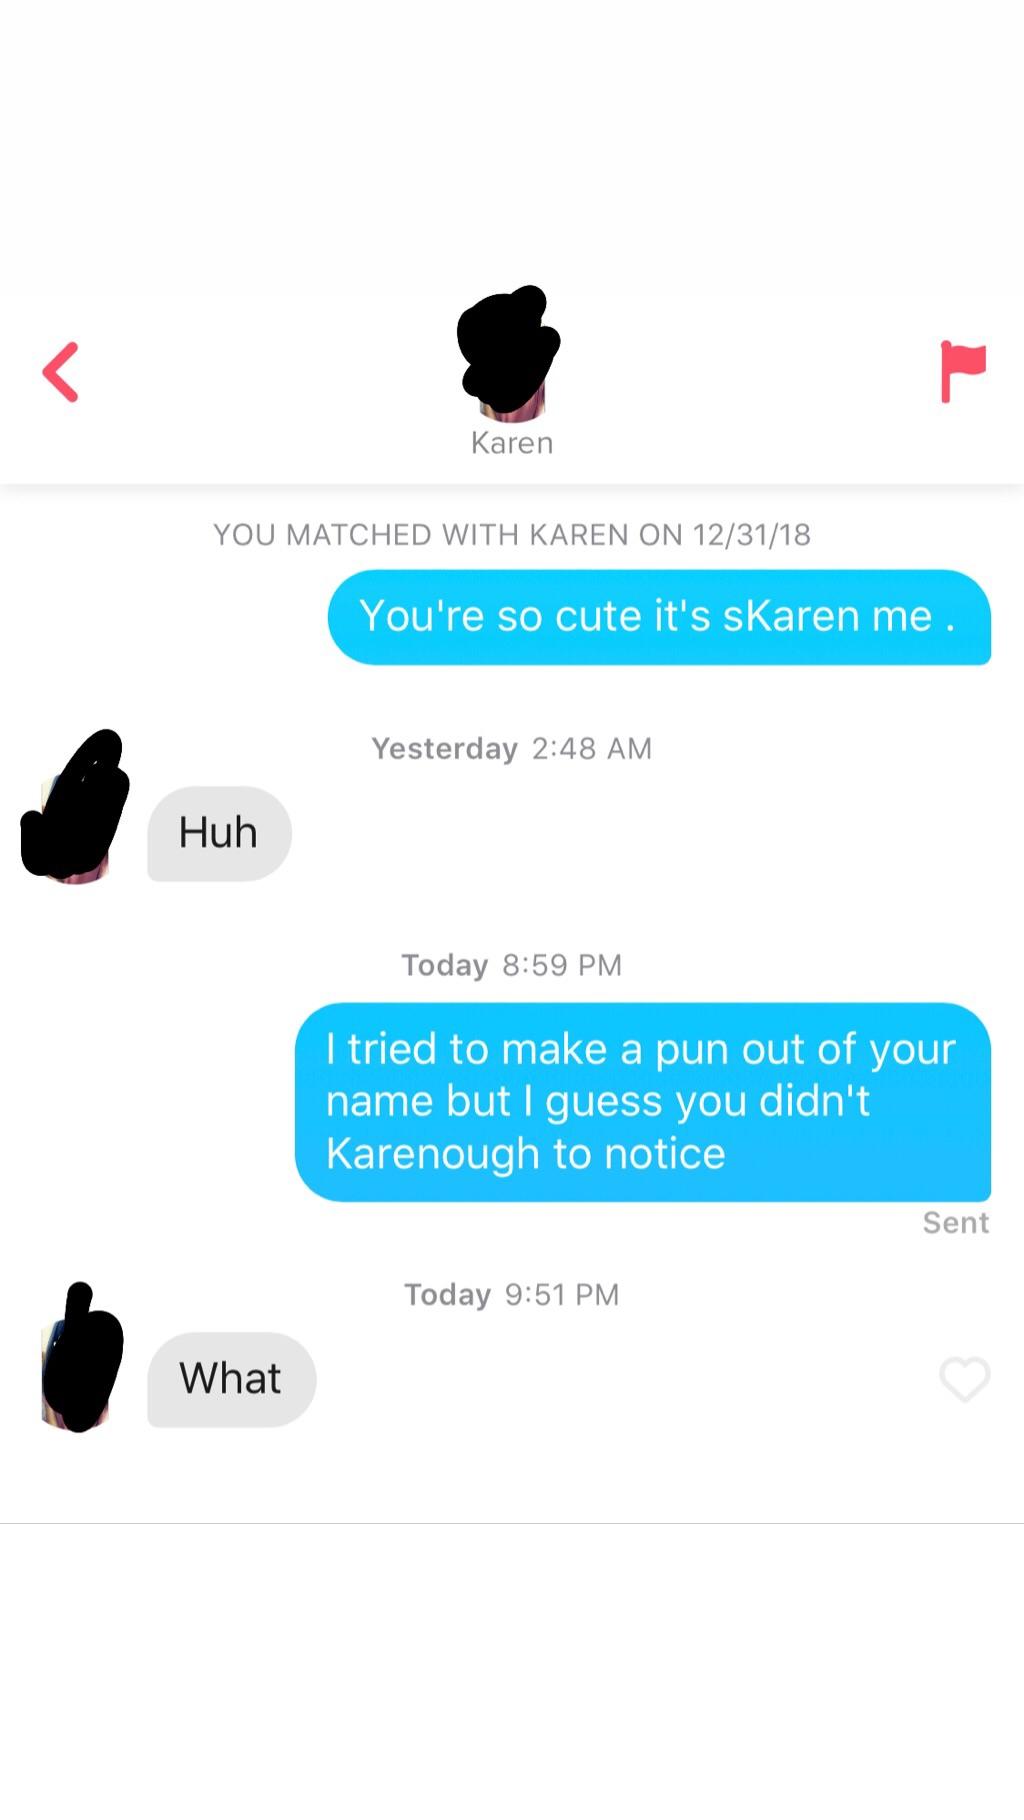 Karen
YOU MATCHED WITH KAREN ON 12/31/18
You're so cute it's sKaren me .
Yesterday 2:48 AM
Huh
Today 8:59 PM
I tried to make a pun out of your
name but I guess you didn't
Karenough to notice
Sent
Today 9:51 PM
What